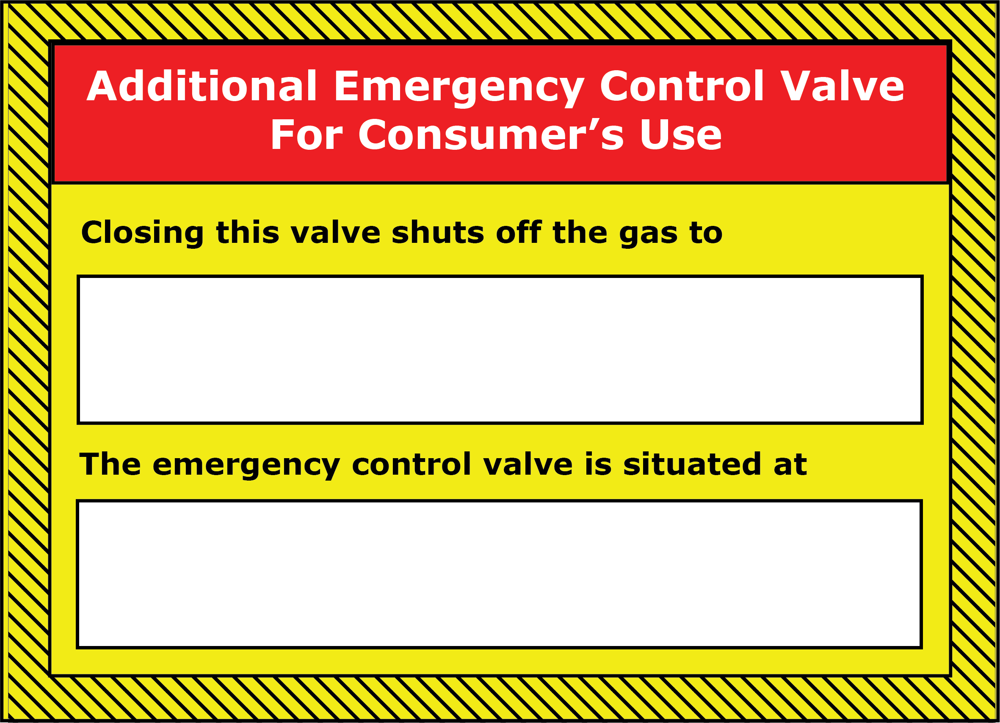 Additional Emergency Control Valve
For Consumer’s Use
Closing this valve shuts off the gas to
The emergency control valve is situated at